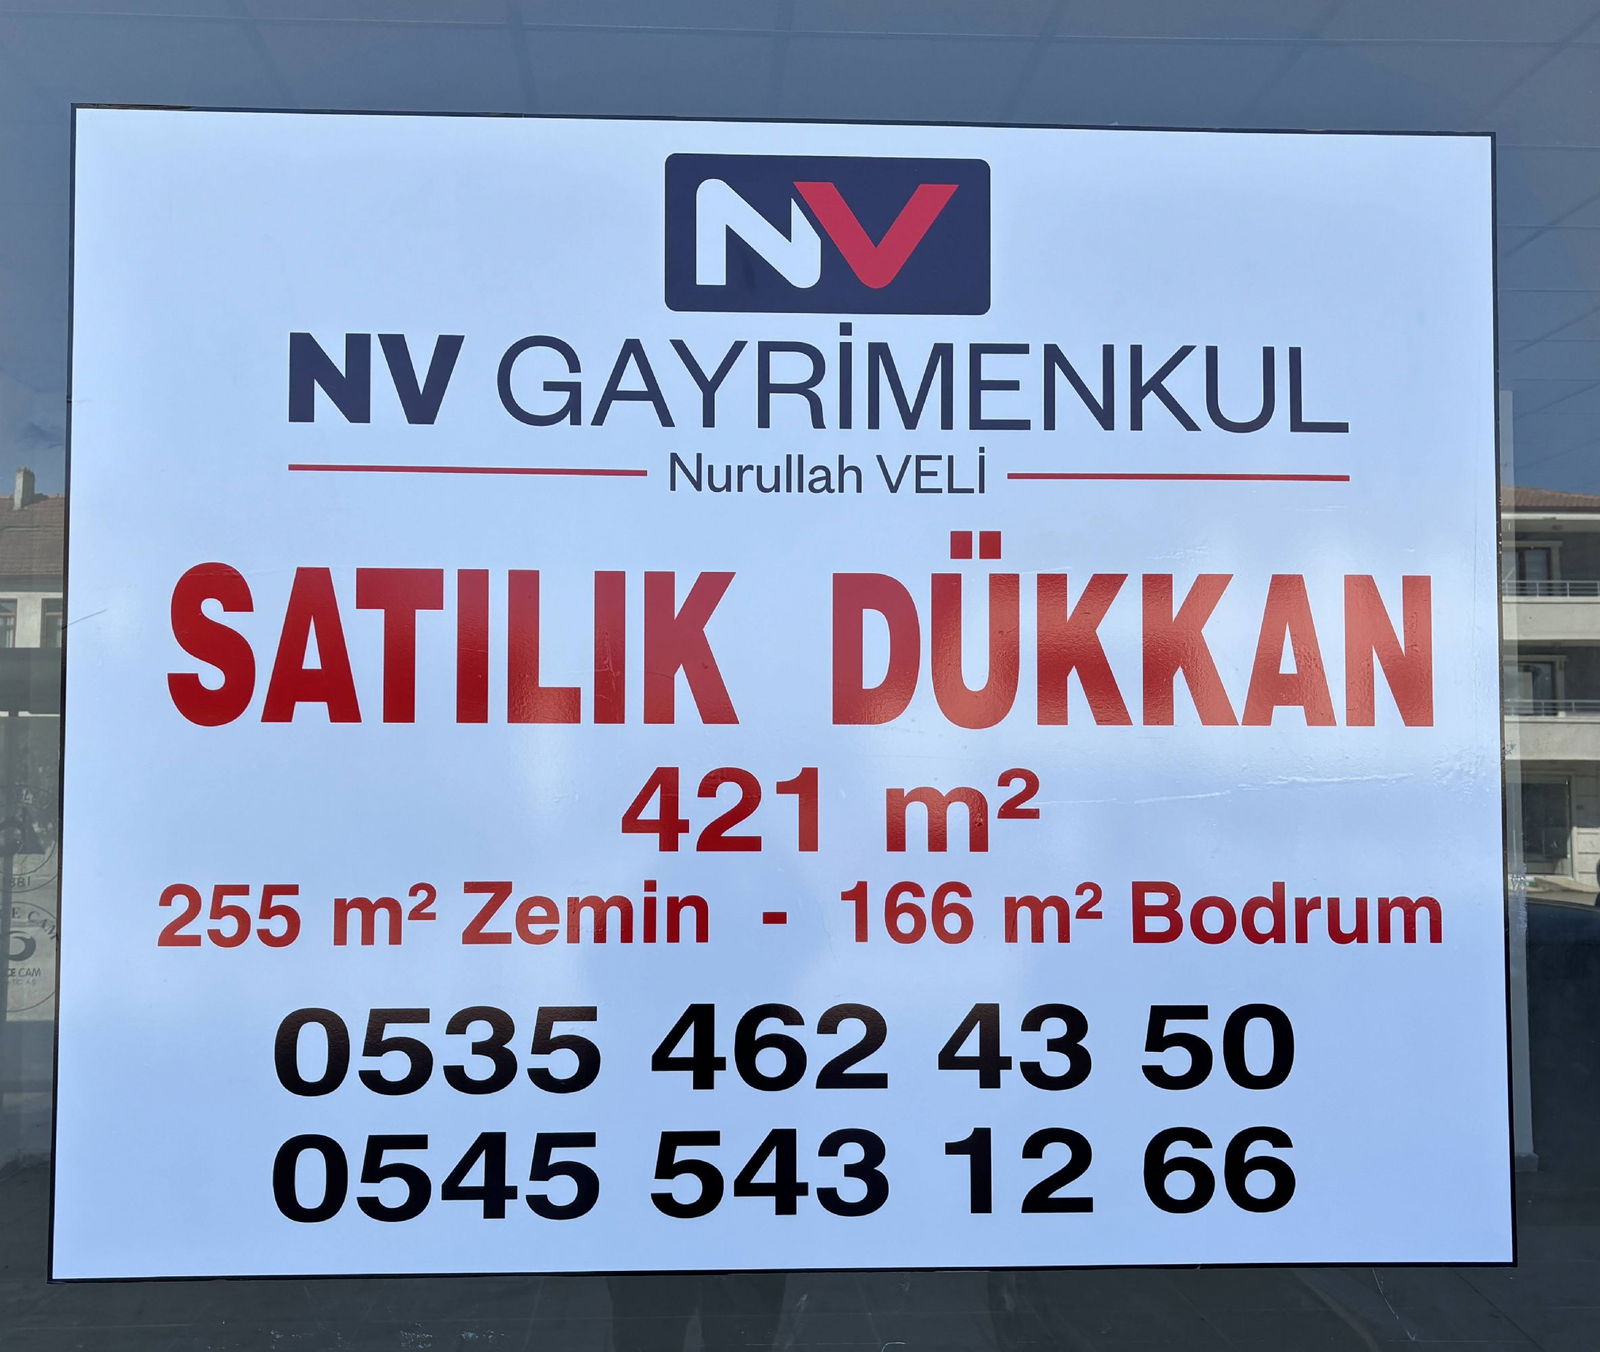 NV
NV GAYRİMENKUL
Nurullah VELİ
SATILIK DÜKKAN
421 m²
255 m² Zemin - 166 m² Bodrum
0535 462 43 50
0545 543 12 66